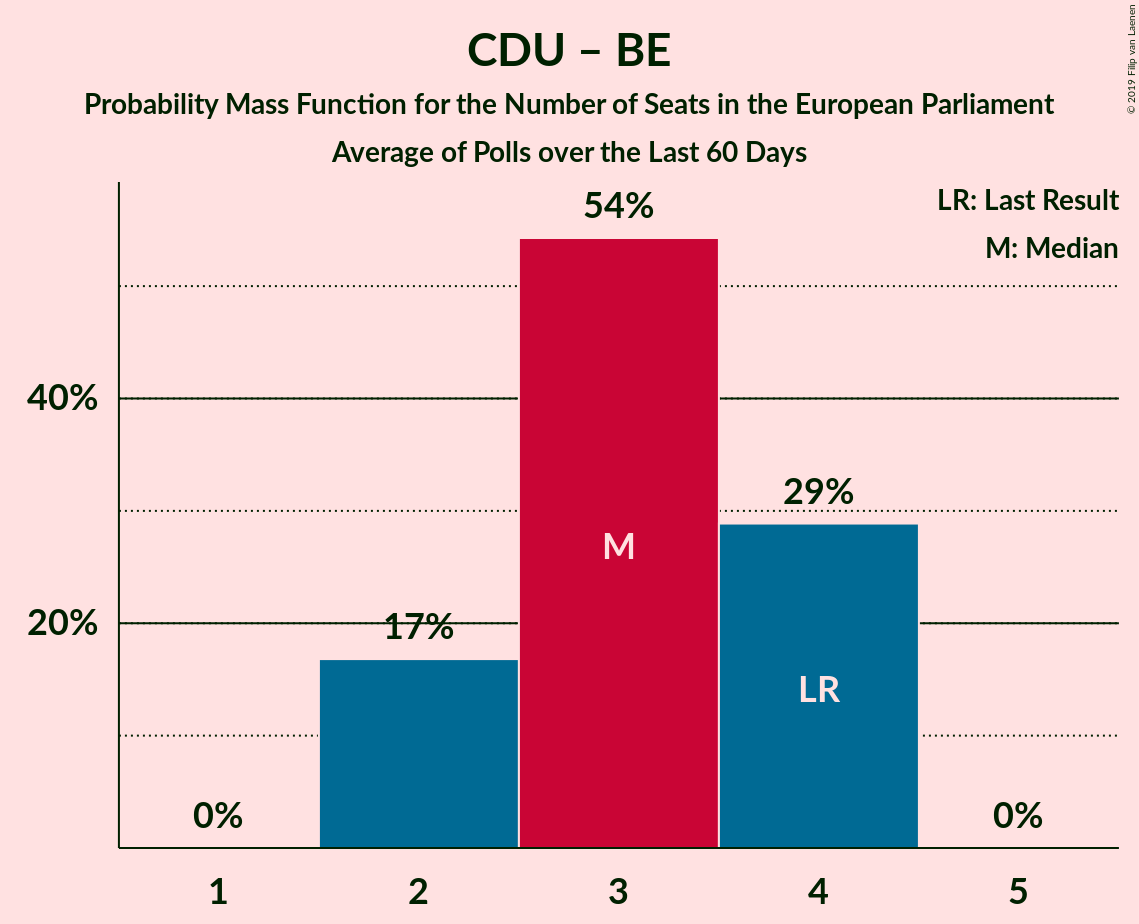 CDU – BE
Probability Mass Function for the Number of Seats in the European Parliament
Average of Polls over the Last 60 Days
© 2019 Filip van Laenen
LR: Last Result
M: Median
54%
40%
29%
M
20%
17%
LR
0%
0%
1
2
3
4
5